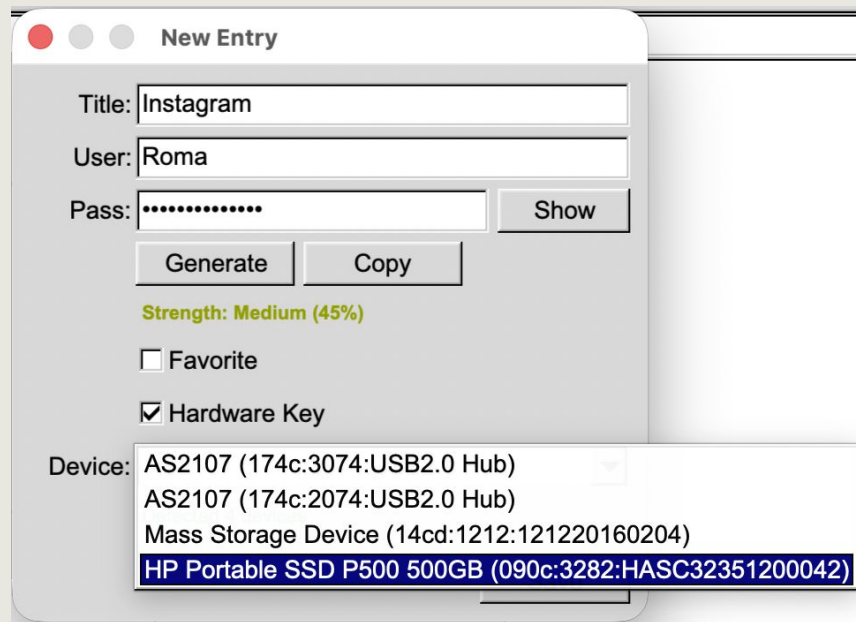 New Entry
Title: Instagram
User: Roma
Pass: •••••••••••••• Show
Generate Copy
Strength: Medium (45%)
Favorite
Hardware Key
Device:
AS2107 (174c:3074:USB2.0 Hub)
AS2107 (174c:2074:USB2.0 Hub)
Mass Storage Device (14cd:1212:121220160204)
HP Portable SSD P500 500GB (090c:3282:HASC32351200042)